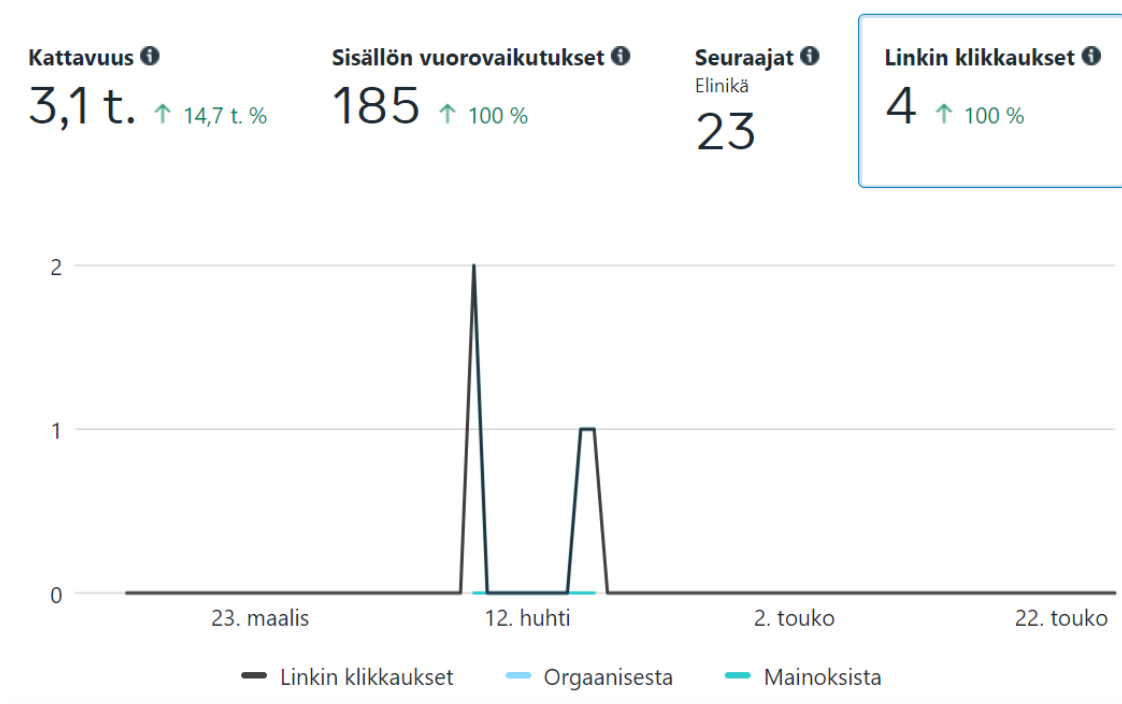 Kattavuus
3,1 t. ↑ 14,7 t. %
Sisällön vuorovaikutukset
185 ↑ 100 %
Seuraajat
Elinikä
23
Linkin klikkaukset
4 ↑ 100 %
2
1
0
23. maalis
12. huhti
2. touko
22. touko
Linkin klikkaukset
Orgaanisesta
Mainoksista